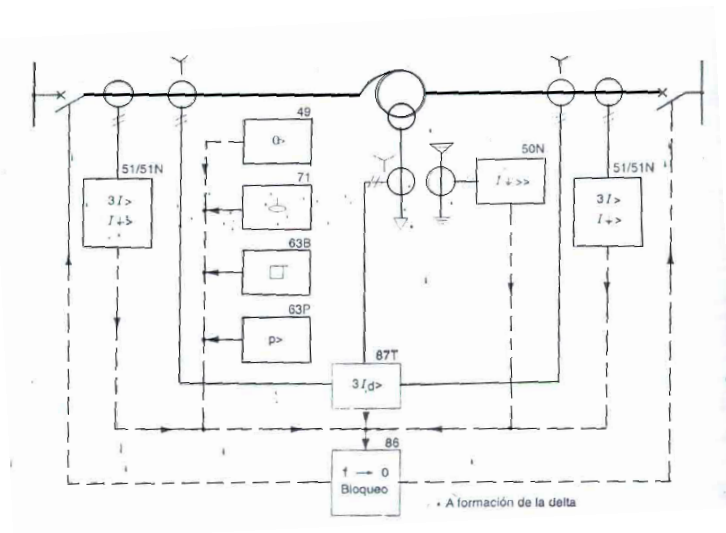 49
θ>
50N
I⏚>>
51/51N
3I>
I⏚>
71
51/51N
3I>
I⏚>
63B
63P
p>
87T
3Id>
86
1 → 0
Bloqueo
• A formación de la delta